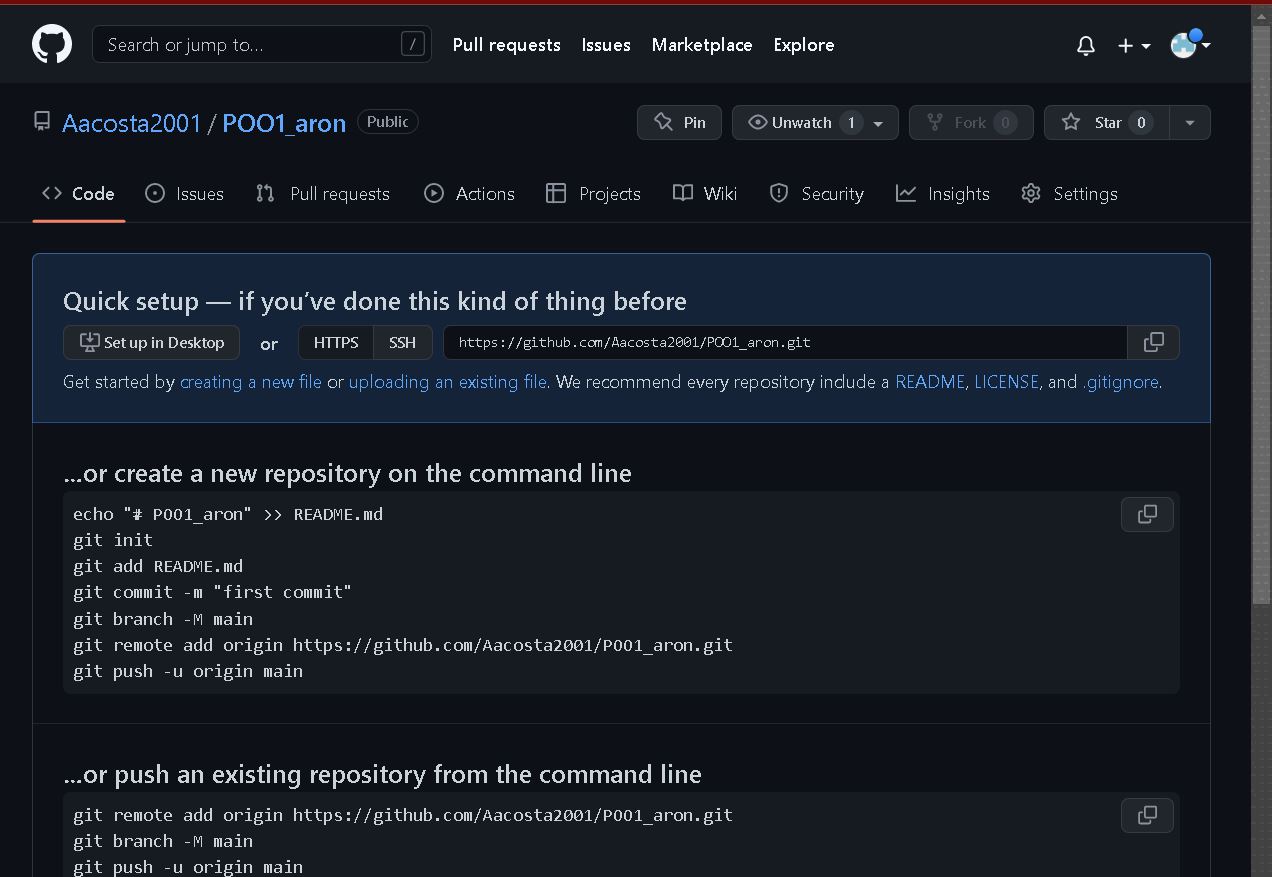 Search or jump to... / Pull requests Issues Marketplace Explore
Aacosta2001 / POO1_aron Public Pin Unwatch 1 Fork 0 Star 0
Code Issues Pull requests Actions Projects Wiki Security Insights Settings
Quick setup — if you’ve done this kind of thing before
Set up in Desktop or HTTPS SSH https://github.com/Aacosta2001/POO1_aron.git
Get started by creating a new file or uploading an existing file. We recommend every repository include a README, LICENSE, and .gitignore.
…or create a new repository on the command line
echo "# POO1_aron" >> README.md
git init
git add README.md
git commit -m "first commit"
git branch -M main
git remote add origin https://github.com/Aacosta2001/POO1_aron.git
git push -u origin main
…or push an existing repository from the command line
git remote add origin https://github.com/Aacosta2001/POO1_aron.git
git branch -M main
git push -u origin main